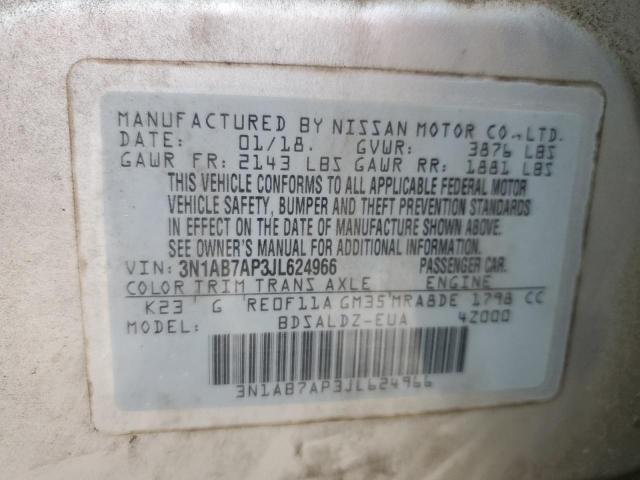 MANUFACTURED BY NISSAN MOTOR CO.,LTD.
DATE: 01/18. GVWR: 3876 LBS
GAWR FR: 2143 LBS GAWR RR: 1881 LBS
THIS VEHICLE CONFORMS TO ALL APPLICABLE FEDERAL MOTOR
VEHICLE SAFETY, BUMPER AND THEFT PREVENTION STANDARDS
IN EFFECT ON THE DATE OF MANUFACTURE SHOWN ABOVE.
SEE OWNER'S MANUAL FOR ADDITIONAL INFORMATION.
VIN: 3N1AB7AP3JL624966 PASSENGER CAR.
COLOR TRIM TRANS AXLE ENGINE
K23 G RE0F11A GM35 MRA8DE 1798 CC
MODEL: BDSALDZ-EUA 4Z000
3N1AB7AP3JL624966